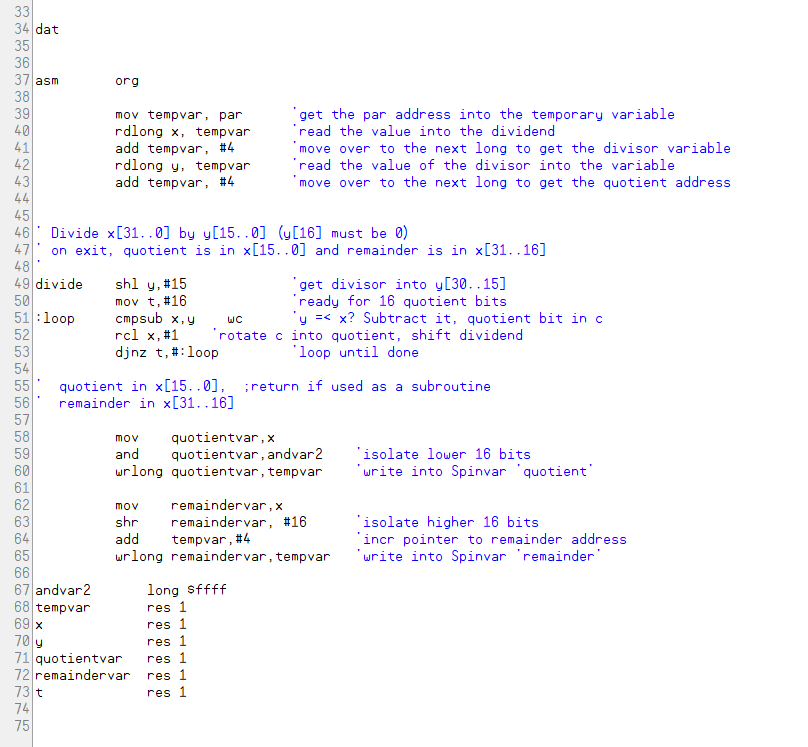 33
34 dat
35
36
37 asm       org
38
39           mov tempvar, par     'get the par address into the temporary variable
40           rdlong x, tempvar     'read the value into the dividend
41           add tempvar, #4       'move over to the next long to get the divisor variable
42           rdlong y, tempvar     'read the value of the divisor into the variable
43           add tempvar, #4       'move over to the next long to get the quotient address
44
45
46 ' Divide x[31..0] by y[15..0] (y[16] must be 0)
47 ' on exit, quotient is in x[15..0] and remainder is in x[31..16]
48 '
49 divide    shl y,#15             'get divisor into y[30..15]
50           mov t,#16             'ready for 16 quotient bits
51 :loop     cmpsub x,y    wc      'y =< x? Subtract it, quotient bit in c
52           rcl x,#1    'rotate c into quotient, shift dividend
53           djnz t,#:loop         'loop until done
54
55 '  quotient in x[15..0],  ;return if used as a subroutine
56 '  remainder in x[31..16]
57
58           mov    quotientvar,x
59           and    quotientvar,andvar2    'isolate lower 16 bits
60           wrlong quotientvar,tempvar    'write into Spinvar 'quotient'
61
62           mov    remaindervar,x
63           shr    remaindervar, #16      'isolate higher 16 bits
64           add    tempvar,#4             'incr pointer to remainder address
65           wrlong remaindervar,tempvar   'write into Spinvar 'remainder'
66
67 andvar2       long $ffff
68 tempvar       res 1
69 x             res 1
70 y             res 1
71 quotientvar   res 1
72 remaindervar  res 1
73 t             res 1
74
75